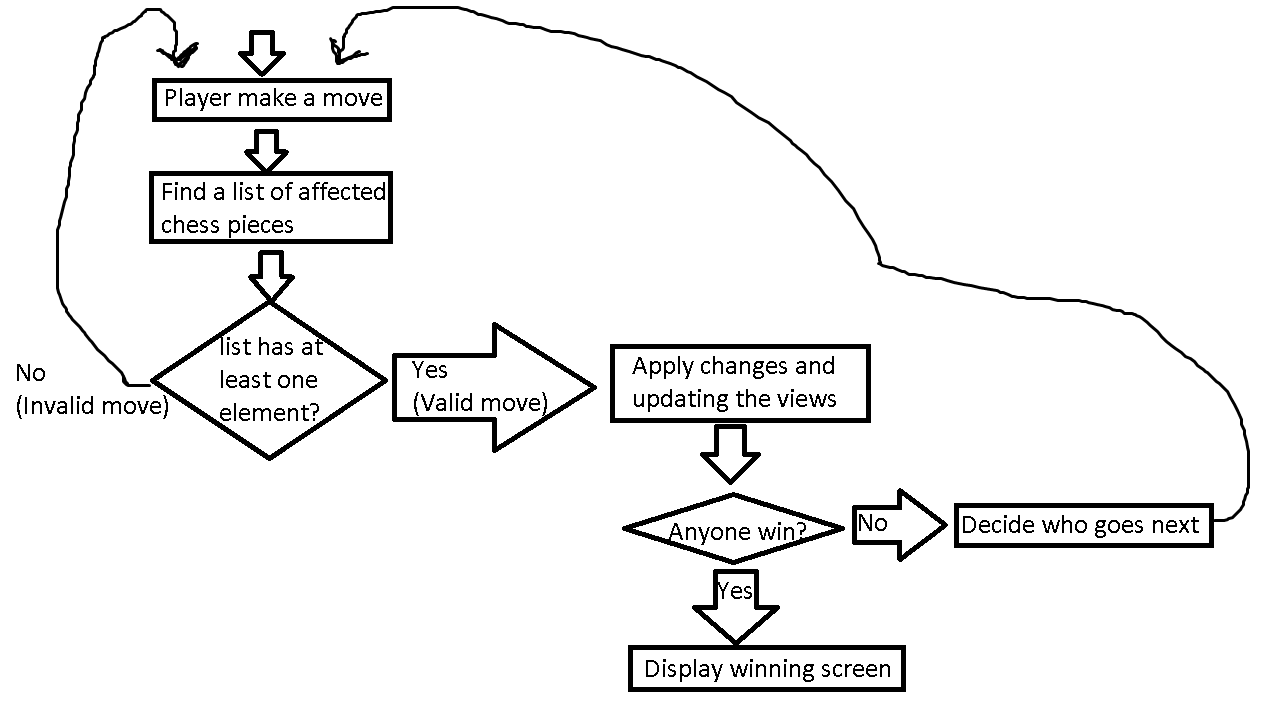 Player make a move
Find a list of affected
chess pieces
list has at
least one
element?
No
(Invalid move)
Yes
(Valid move)
Apply changes and
updating the views
Anyone win?
No
Decide who goes next
Yes
Display winning screen